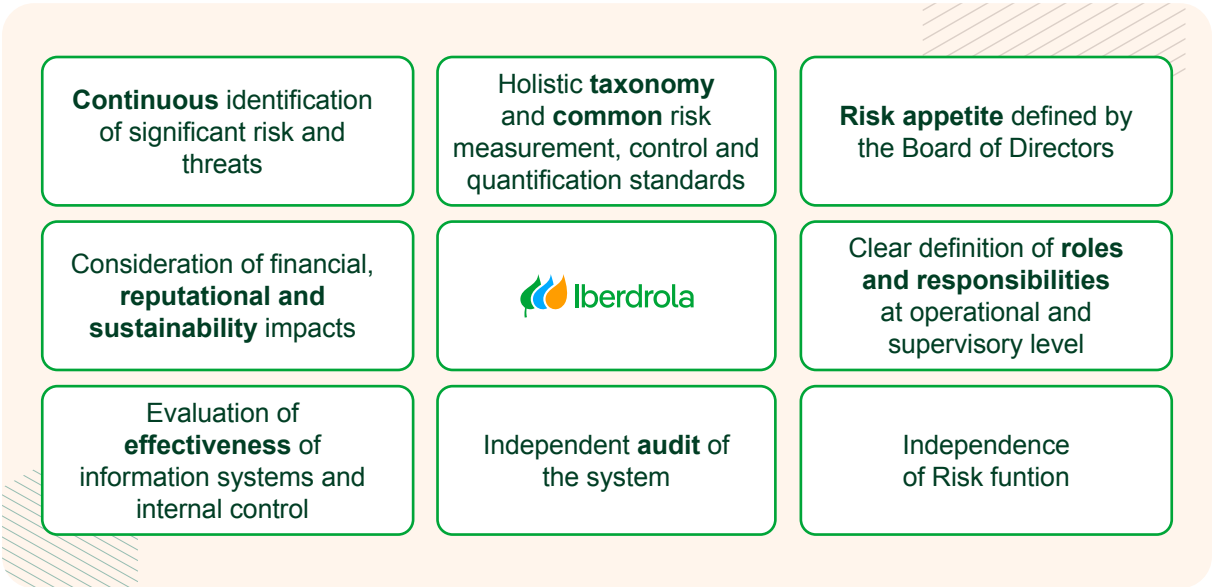 Continuous identification
of significant risk and
threats
Holistic taxonomy
and common risk
measurement, control and
quantification standards
Risk appetite defined by
the Board of Directors
Consideration of financial,
reputational and
sustainability impacts
Iberdrola
Clear definition of roles
and responsibilities
at operational and
supervisory level
Evaluation of
effectiveness of
information systems and
internal control
Independent audit of
the system
Independence
of Risk funtion